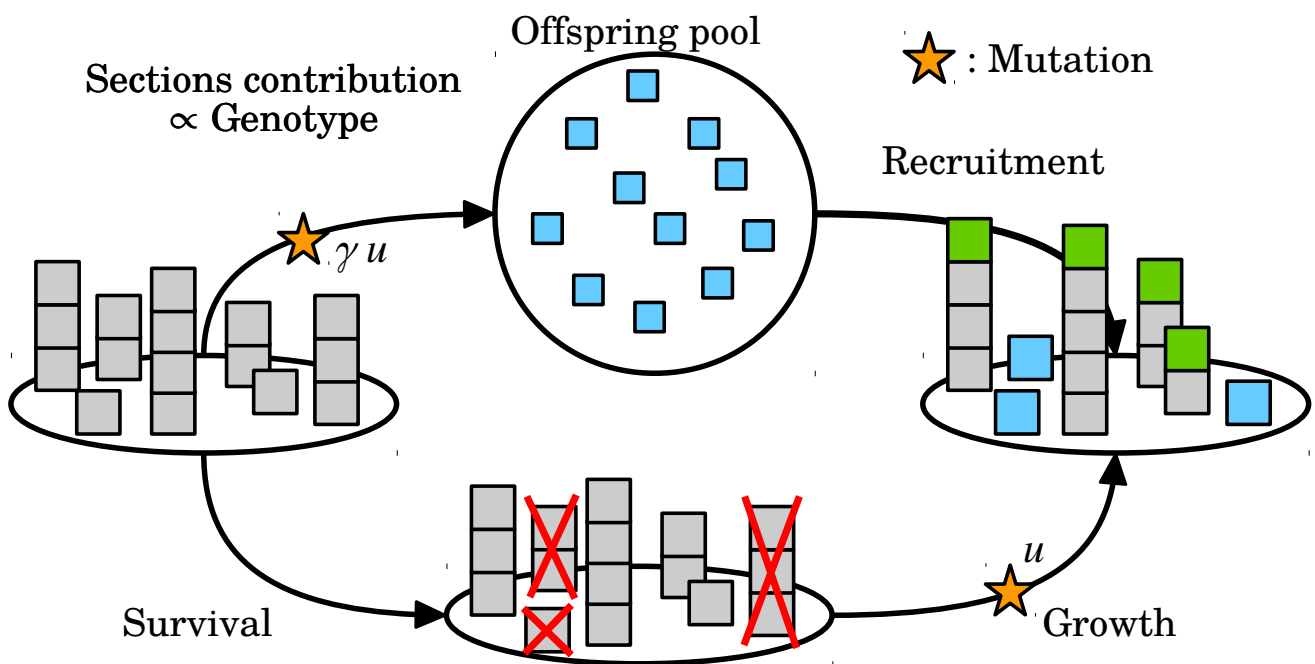 Offspring pool
: Mutation
Sections contribution
∝ Genotype
Recruitment
γ u
u
Survival
Growth